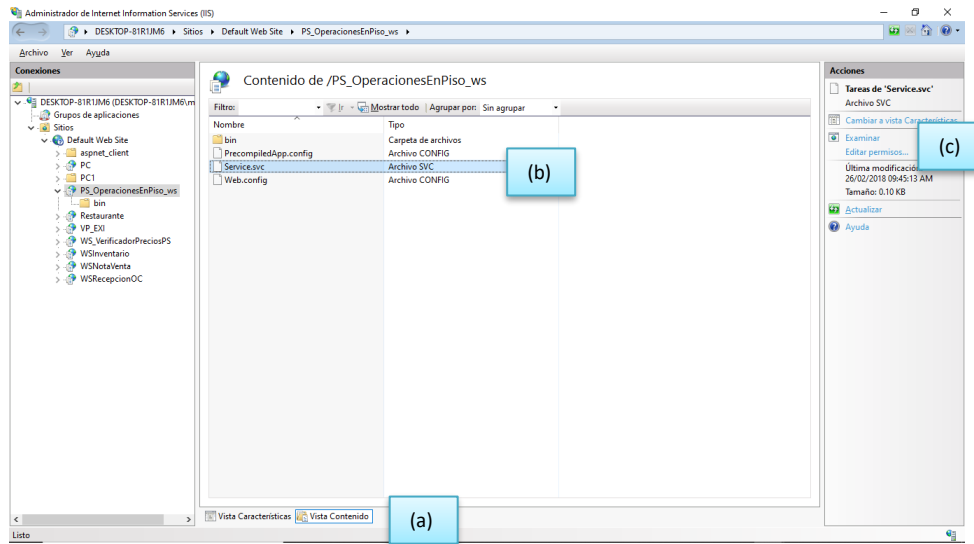 Administrador de Internet Information Services (IIS)
DESKTOP-81R1JM6 Sitios Default Web Site PS_OperacionesEnPiso_ws
Archivo Ver Ayuda
Conexiones
DESKTOP-81R1JM6 (DESKTOP-81R1JM6\m
Grupos de aplicaciones
Sitios
Default Web Site
aspnet_client
PC
PC1
PS_OperacionesEnPiso_ws
bin
Restaurante
VP_EXI
WS_VerificadorPreciosPS
WSInventario
WSNotaVenta
WSRecepcionOC
Contenido de /PS_OperacionesEnPiso_ws
Filtro: Ir Mostrar todo Agrupar por: Sin agrupar
Nombre Tipo
bin Carpeta de archivos
PrecompiledApp.config Archivo CONFIG
Service.svc Archivo SVC
Web.config Archivo CONFIG
(b)
Vista Características Vista Contenido
(a)
Listo
Acciones
Tareas de 'Service.svc'
Archivo SVC
Cambiar a vista Características
Examinar
Editar permisos...
(c)
Última modificació
26/02/2018 09:45:13 AM
Tamaño: 0.10 KB
Actualizar
Ayuda